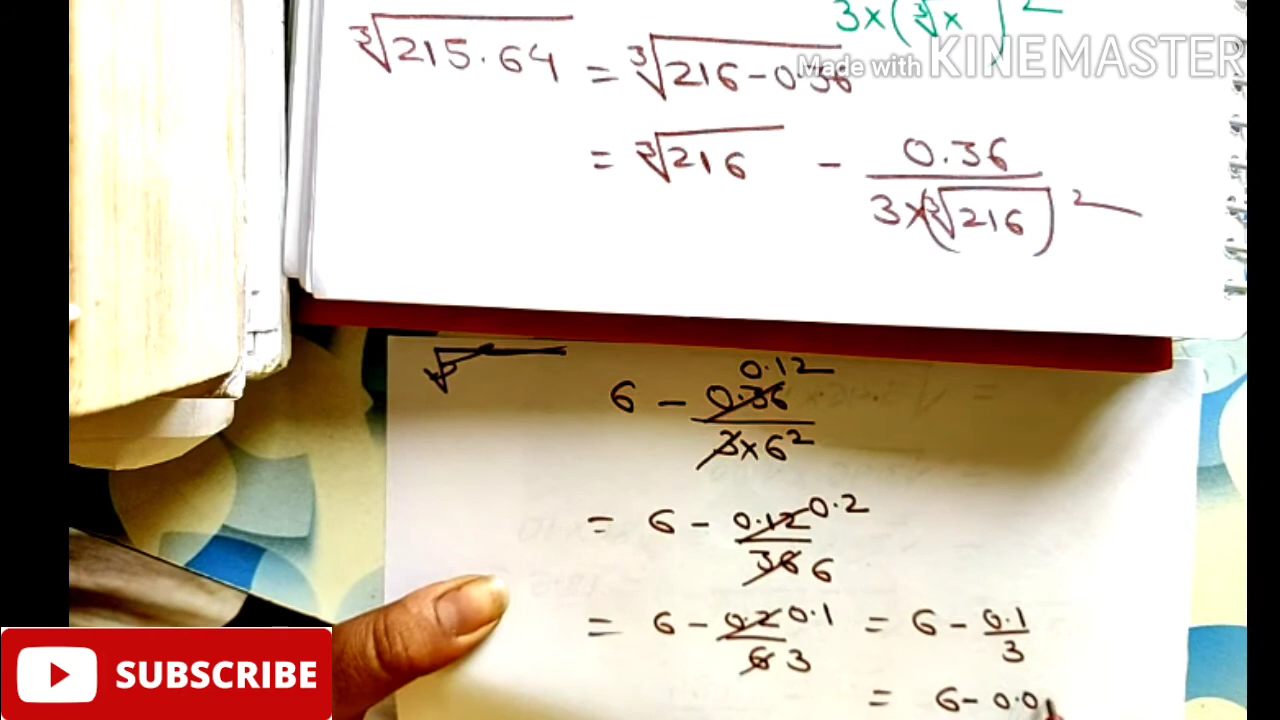 3×(∛x )²
∛215.64 = ∛216-0.36
Made with KINEMASTER
= ∛216 - 0.36 / 3×(∛216)²
0.12
6 - 0.36 / 3×6²
= 6 - 0.12 0.2 / 36 6
= 6 - 0.2 0.1 / 6 3 = 6 - 0.1 / 3
= 6 - 0.0
SUBSCRIBE